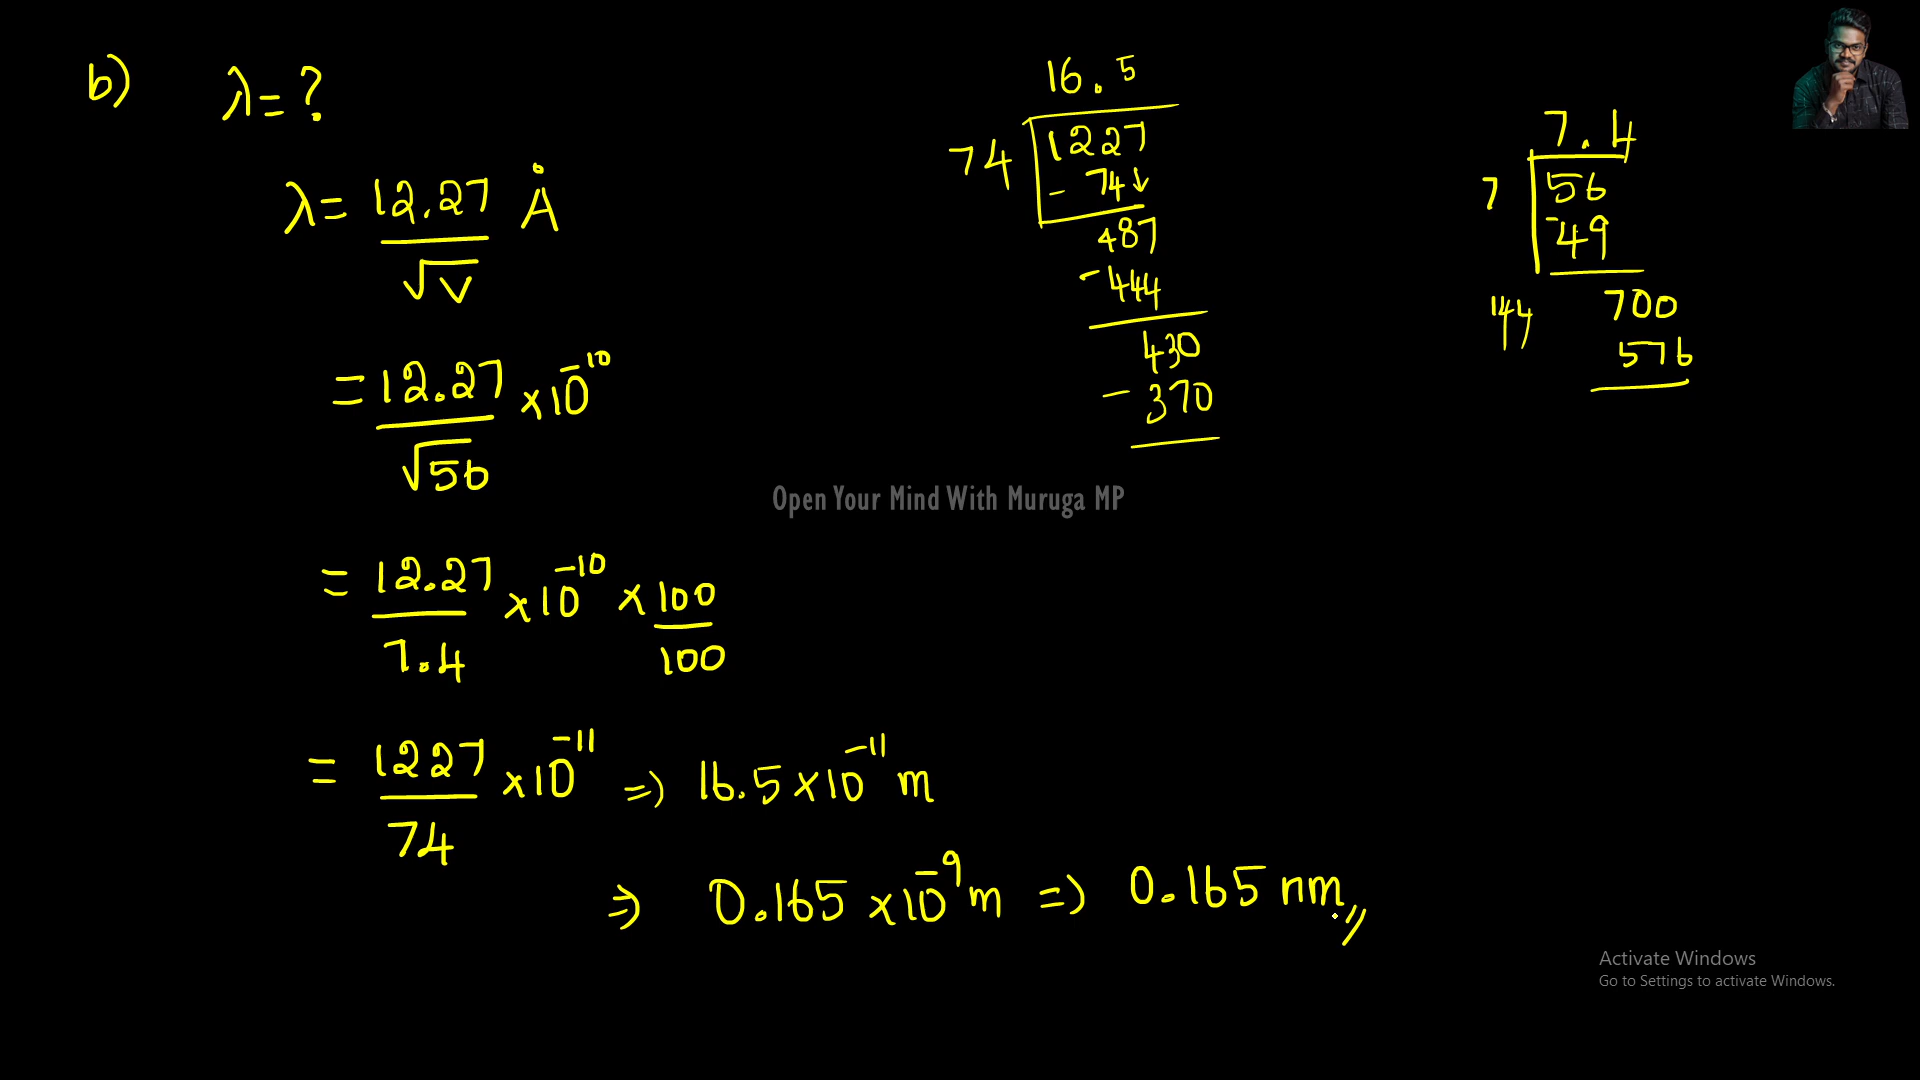 b) λ = ?
λ = 12.27 / √V Å
= 12.27 / √56 × 10⁻¹⁰
= 12.27 / 7.4 × 10⁻¹⁰ × 100 / 100
= 1227 / 74 × 10⁻¹¹ ⇒ 16.5 × 10⁻¹¹ m
⇒ 0.165 × 10⁻⁹ m ⇒ 0.165 nm
16.5
74 1227
- 74↓
487
- 444
430
- 370
7.4
7 56
- 49
144 700
576
Open Your Mind With Muruga MP
Activate Windows
Go to Settings to activate Windows.